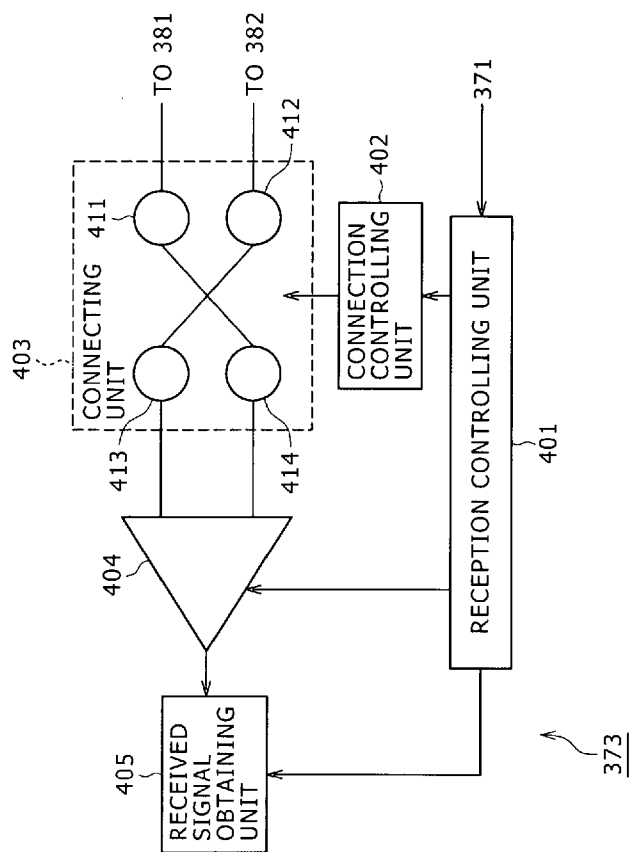 403
CONNECTING
UNIT
411
TO 381
TO 382
412
413
414
404
402
CONNECTION
CONTROLLING
UNIT
405
RECEIVED
SIGNAL
OBTAINING
UNIT
371
RECEPTION CONTROLLING UNIT
401
373